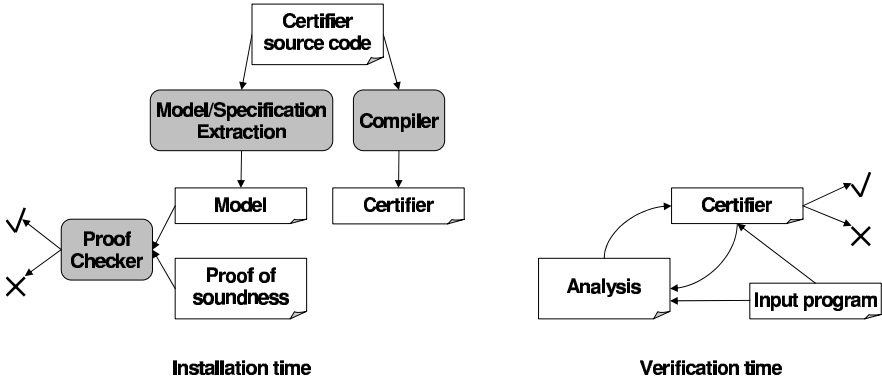 Certifier
source code
Model/Specification
Extraction
Compiler
Model
Certifier
Proof
Checker
Proof of
soundness
Installation time
Certifier
Analysis
Input program
Verification time